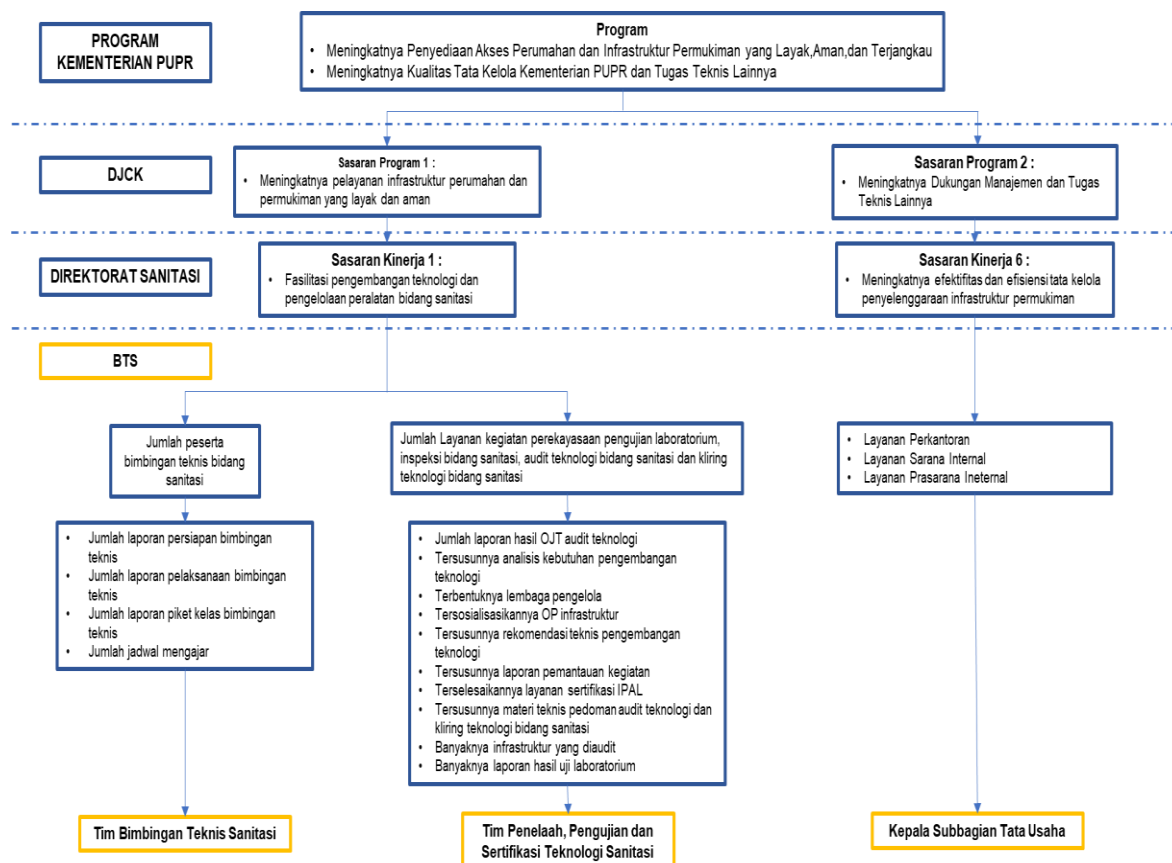 PROGRAM
KEMENTERIAN PUPR
Program
• Meningkatnya Penyediaan Akses Perumahan dan Infrastruktur Permukiman yang Layak,Aman,dan Terjangkau
• Meningkatnya Kualitas Tata Kelola Kementerian PUPR dan Tugas Teknis Lainnya
DJCK
Sasaran Program 1 :
• Meningkatnya pelayanan infrastruktur perumahan dan
permukiman yang layak dan aman
Sasaran Program 2 :
• Meningkatnya Dukungan Manajemen dan Tugas
Teknis Lainnya
DIREKTORAT SANITASI
Sasaran Kinerja 1 :
• Fasilitasi pengembangan teknologi dan
pengelolaan peralatan bidang sanitasi
Sasaran Kinerja 6 :
• Meningkatnya efektifitas dan efisiensi tata kelola
penyelenggaraan infrastruktur permukiman
BTS
Jumlah peserta
bimbingan teknis bidang
sanitasi
Jumlah Layanan kegiatan perekayasaan pengujian laboratorium,
inspeksi bidang sanitasi, audit teknologi bidang sanitasi dan kliring
teknologi bidang sanitasi
• Layanan Perkantoran
• Layanan Sarana Internal
• Layanan Prasarana Ineternal
• Jumlah laporan persiapan bimbingan
teknis
• Jumlah laporan pelaksanaan bimbingan
teknis
• Jumlah laporan piket kelas bimbingan
teknis
• Jumlah jadwal mengajar
• Jumlah laporan hasil OJT audit teknologi
• Tersusunnya analisis kebutuhan pengembangan
teknologi
• Terbentuknya lembaga pengelola
• Tersosialisasikannya OP infrastruktur
• Tersusunnya rekomendasi teknis pengembangan
teknologi
• Tersusunnya laporan pemantauan kegiatan
• Terselesaikannya layanan sertifikasi IPAL
• Tersusunnya materi teknis pedoman audit teknologi dan
kliring teknologi bidang sanitasi
• Banyaknya infrastruktur yang diaudit
• Banyaknya laporan hasil uji laboratorium
Tim Bimbingan Teknis Sanitasi
Tim Penelaah, Pengujian dan
Sertifikasi Teknologi Sanitasi
Kepala Subbagian Tata Usaha